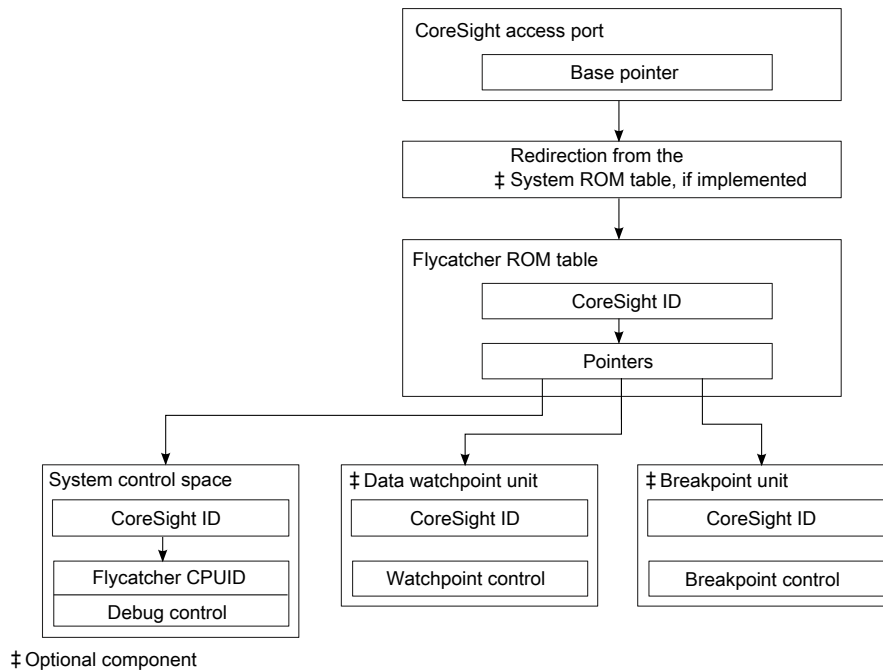 CoreSight access port
Base pointer
Redirection from the
‡ System ROM table, if implemented
Flycatcher ROM table
CoreSight ID
Pointers
System control space
CoreSight ID
Flycatcher CPUID
Debug control
‡ Data watchpoint unit
CoreSight ID
Watchpoint control
‡ Breakpoint unit
CoreSight ID
Breakpoint control
‡ Optional component